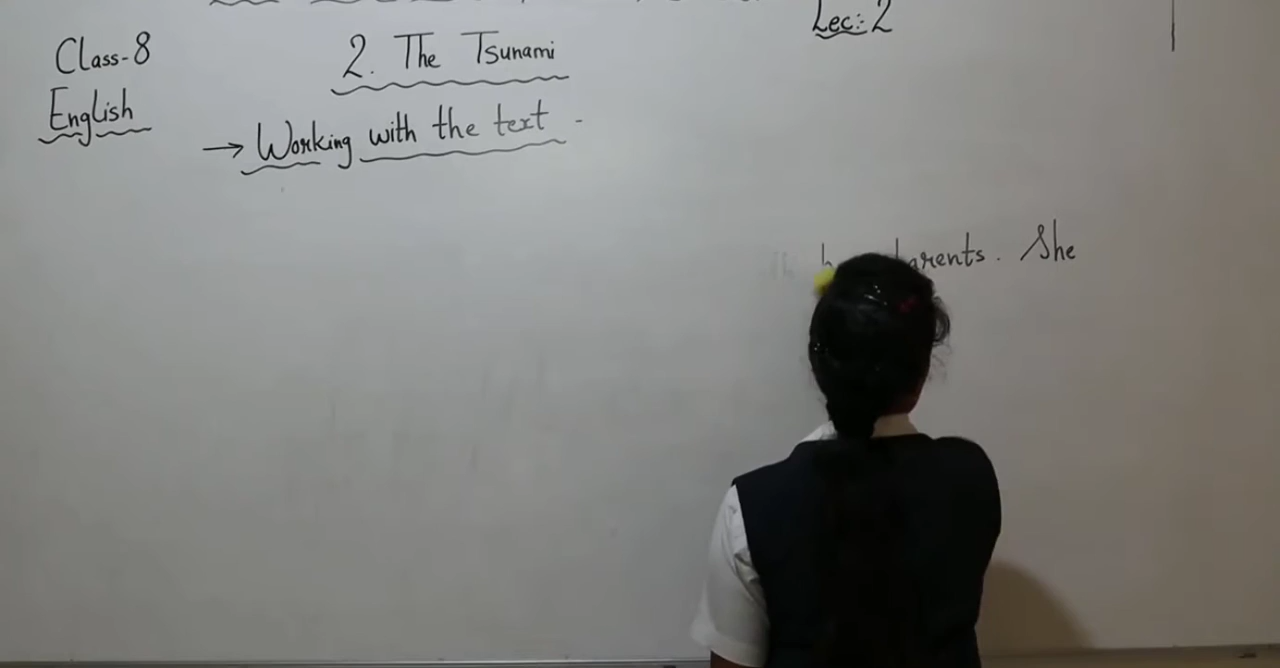 Lec:- 2
Class-8
2. The Tsunami
English
→ Working with the text -
parents. She